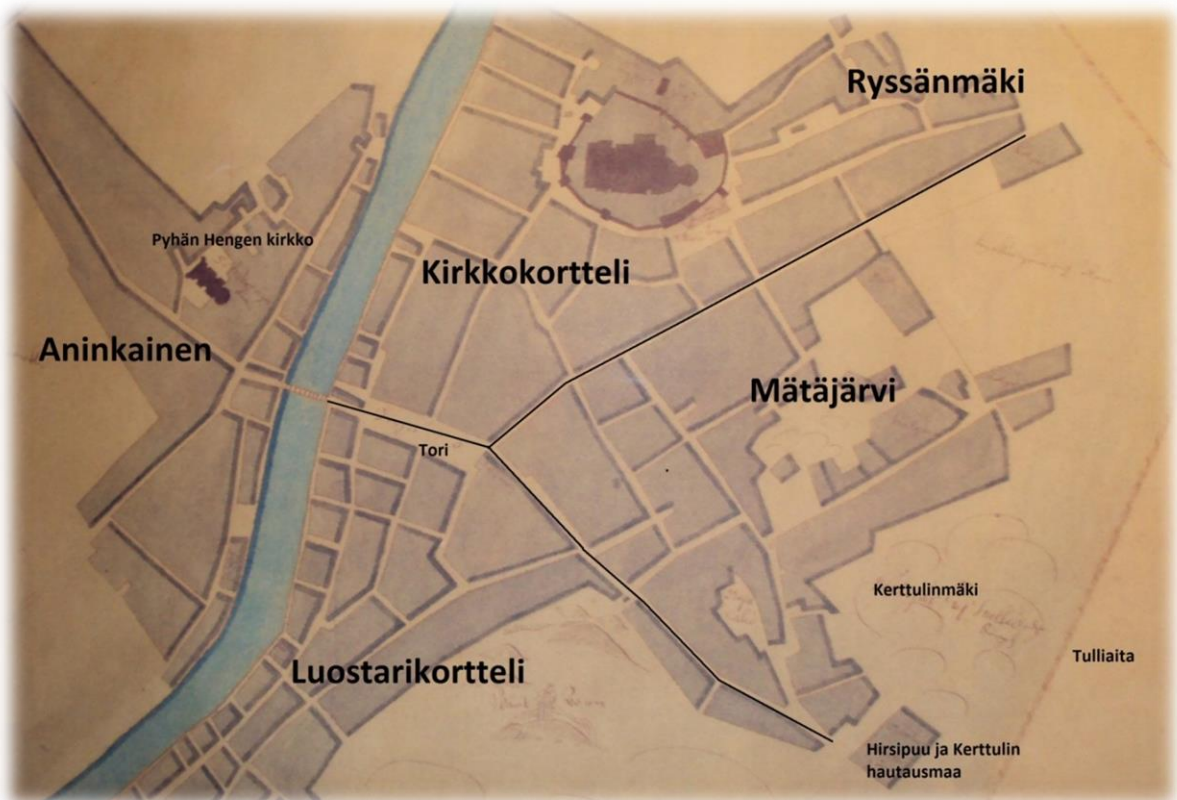 Ryssänmäki
Pyhän Hengen kirkko
Kirkkokortteli
Aninkainen
Mätäjärvi
Tori
Kerttulinmäki
Tulliaita
Luostarikortteli
Hirsipuu ja Kerttulin
hautausmaa